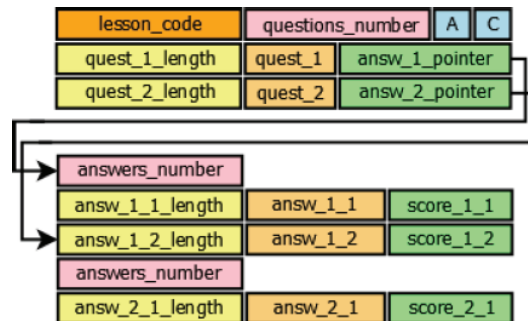 lesson_code questions_number A C
quest_1_length quest_1 answ_1_pointer
quest_2_length quest_2 answ_2_pointer
answers_number
answ_1_1_length answ_1_1 score_1_1
answ_1_2_length answ_1_2 score_1_2
answers_number
answ_2_1_length answ_2_1 score_2_1